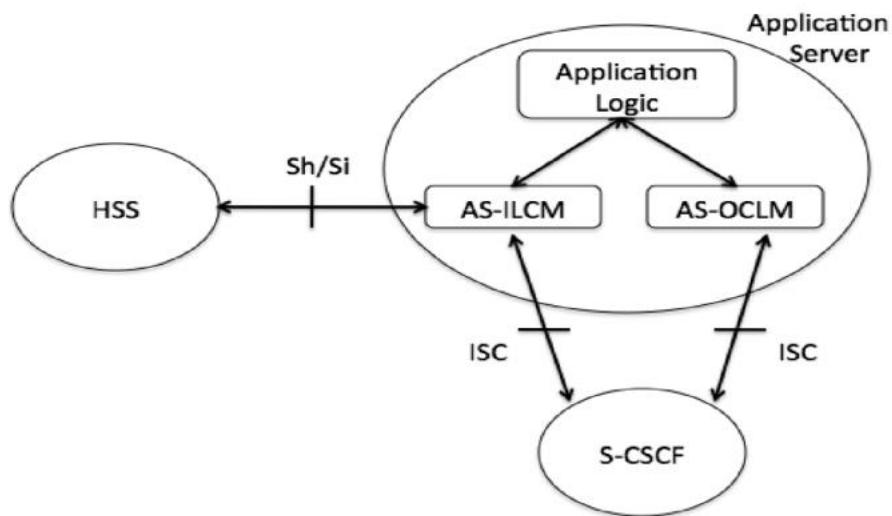 Application
Server
Application
Logic
Sh/Si
HSS
AS-ILCM
AS-OCLM
ISC
ISC
S-CSCF